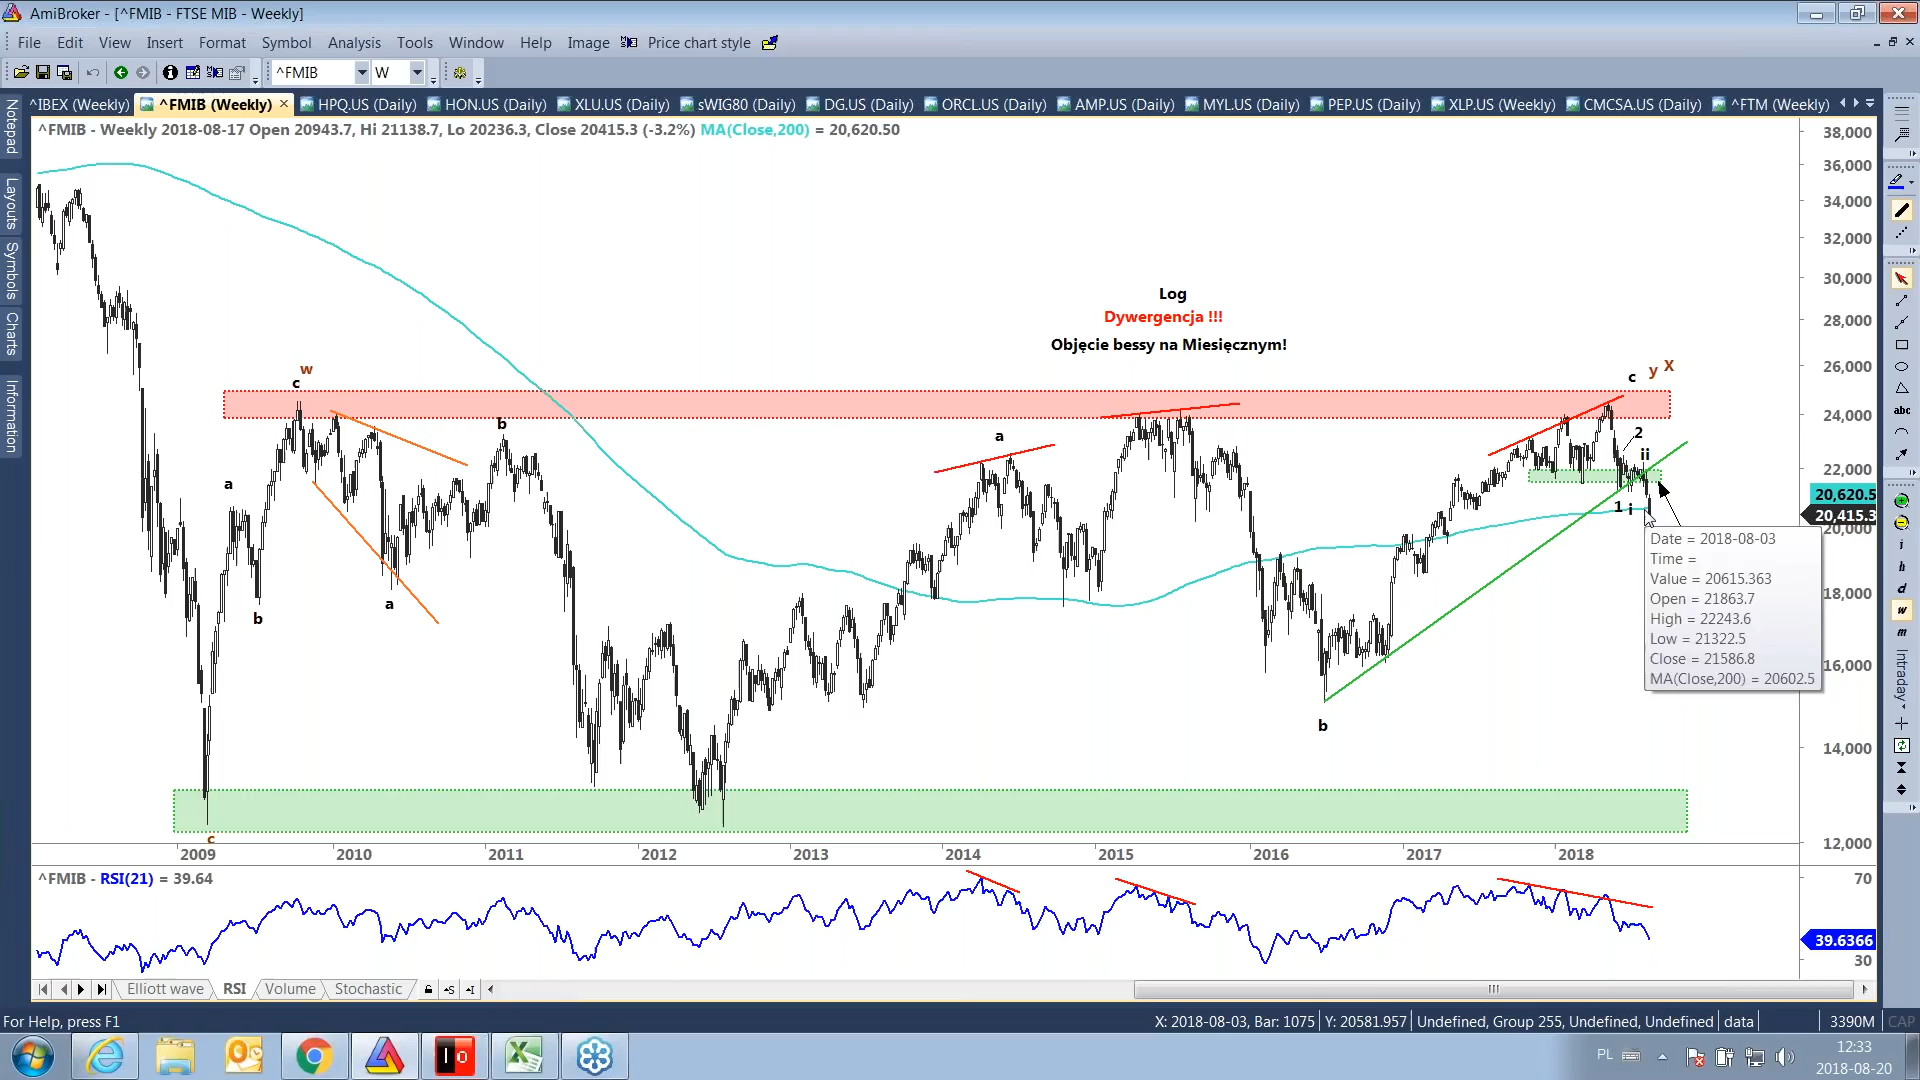 AmiBroker - [^FMIB - FTSE MIB - Weekly]
File Edit View Insert Format Symbol Analysis Tools Window Help Image Price chart style
^FMIB W
^IBEX (Weekly) ^FMIB (Weekly) HPQ.US (Daily) HON.US (Daily) XLU.US (Daily) sWIG80 (Daily) DG.US (Daily) ORCL.US (Daily) AMP.US (Daily) MYL.US (Daily) PEP.US (Daily) XLP.US (Weekly) CMCSA.US (Daily) ^FTM (Weekly)
Notepad
Layouts
Symbols
Charts
Information
^FMIB - Weekly 2018-08-17 Open 20943.7, Hi 21138.7, Lo 20236.3, Close 20415.3 (-3.2%) MA(Close,200) = 20,620.50
38,000
36,000
34,000
32,000
30,000
28,000
26,000
24,000
22,000
20,620.5
20,415.3
20,000
18,000
16,000
14,000
12,000
Log
Dywergencja !!!
Objęcie bessy na Miesięcznym!
w
c
a
b
a
b
c
a
b
c
y X
2
ii
1 i
Date = 2018-08-03
Time =
Value = 20615.363
Open = 21863.7
High = 22243.6
Low = 21322.5
Close = 21586.8
MA(Close,200) = 20602.5
2009 2010 2011 2012 2013 2014 2015 2016 2017 2018
^FMIB - RSI(21) = 39.64
70
39.6366
30
abc
i
h
d
w
m
Intraday
Elliott wave RSI Volume Stochastic
For Help, press F1
X: 2018-08-03, Bar: 1075 Y: 20581.957 Undefined, Group 255, Undefined, Undefined data 3390M CAP
PL
12:33
2018-08-20